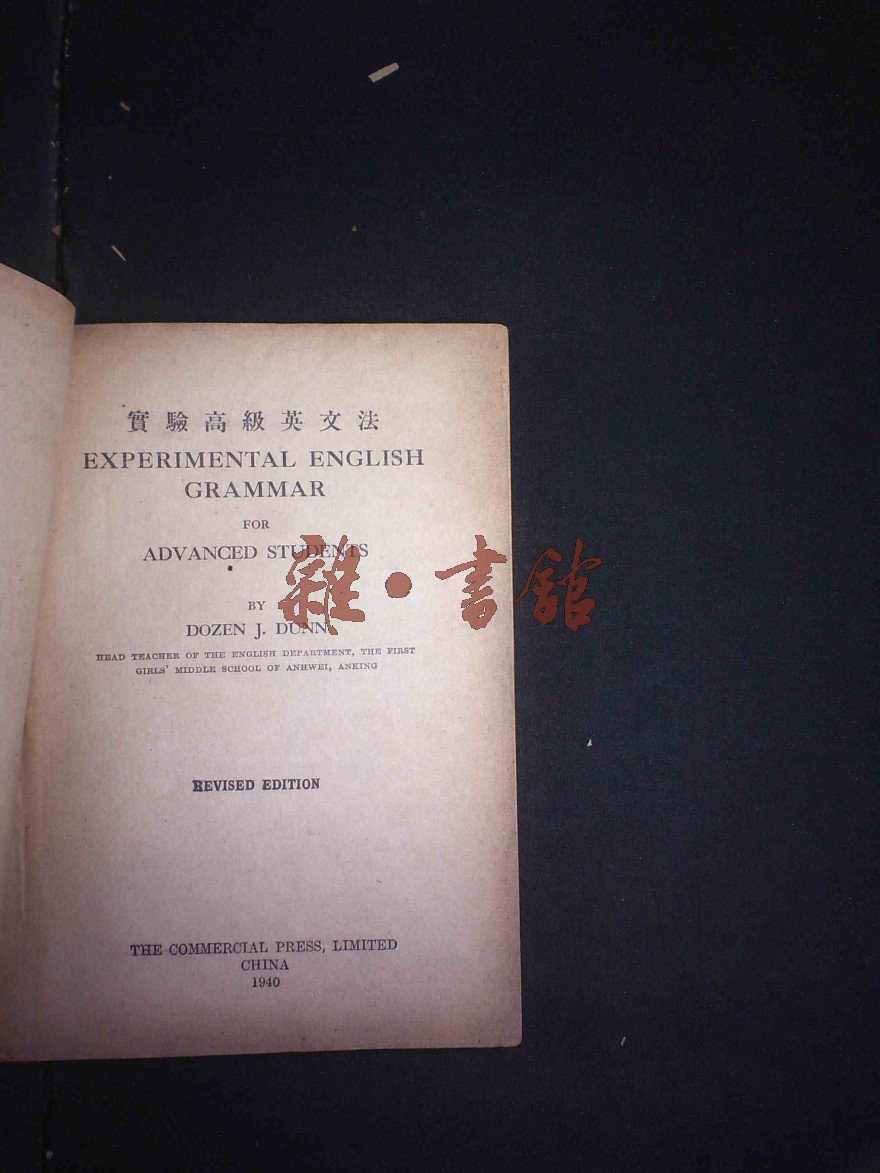 實驗高級英文法
EXPERIMENTAL ENGLISH
GRAMMAR
FOR
ADVANCED STUDENTS
BY
DOZEN J. DUNN
HEAD TEACHER OF THE ENGLISH DEPARTMENT, THE FIRST
GIRLS' MIDDLE SCHOOL OF ANHWEI, ANKING
雜·書館
REVISED EDITION
THE COMMERCIAL PRESS, LIMITED
CHINA
1940